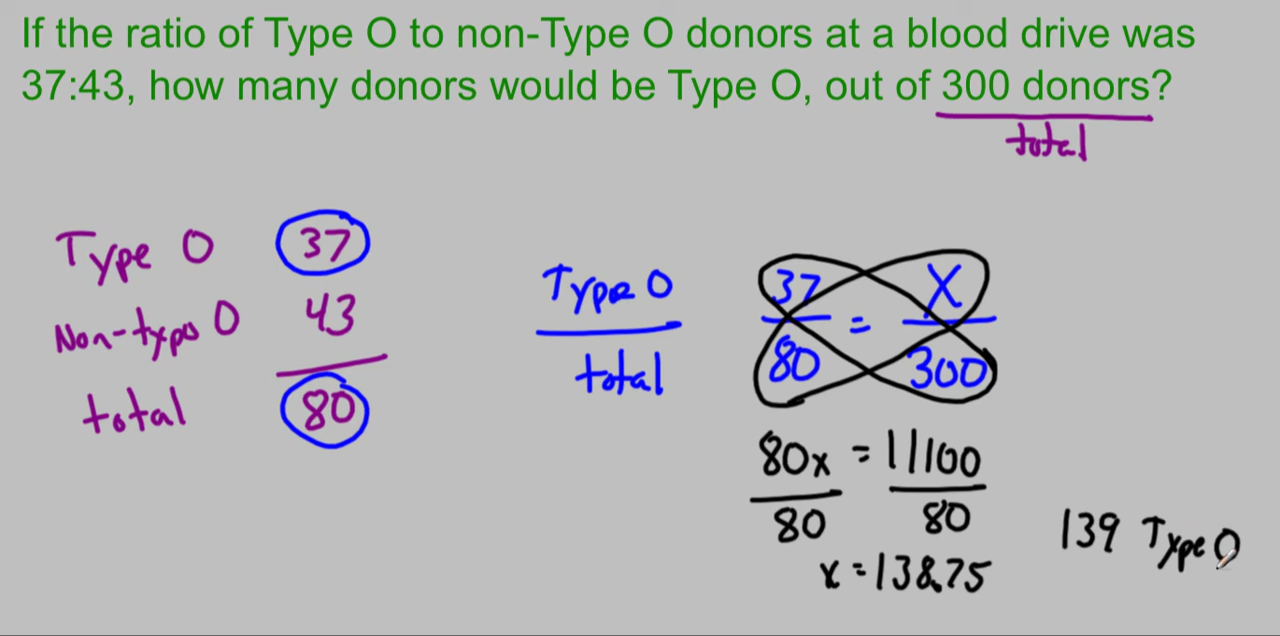 If the ratio of Type O to non-Type O donors at a blood drive was
37:43, how many donors would be Type O, out of 300 donors?
total
Type O 37
Non-type O 43
total 80
Type O
total
37 = X
80 300
80x = 11100
80 80
x = 138.75
139 Type O